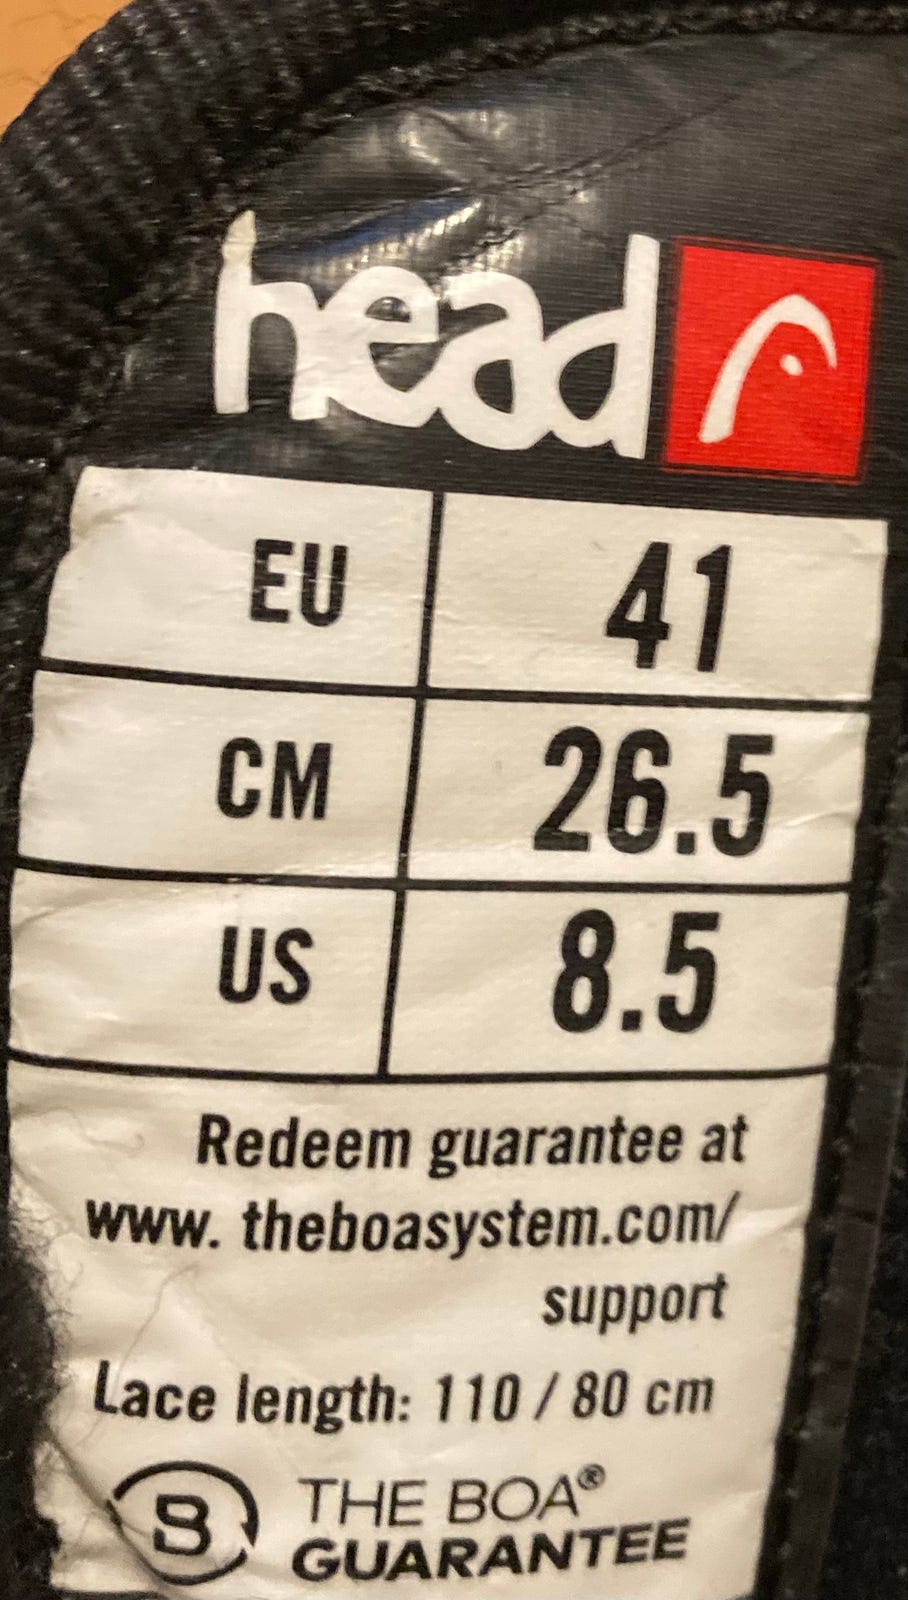 head
EU 41
CM 26.5
US 8.5
Redeem guarantee at
www. theboasystem.com/
support
Lace length: 110 / 80 cm
THE BOA®
GUARANTEE